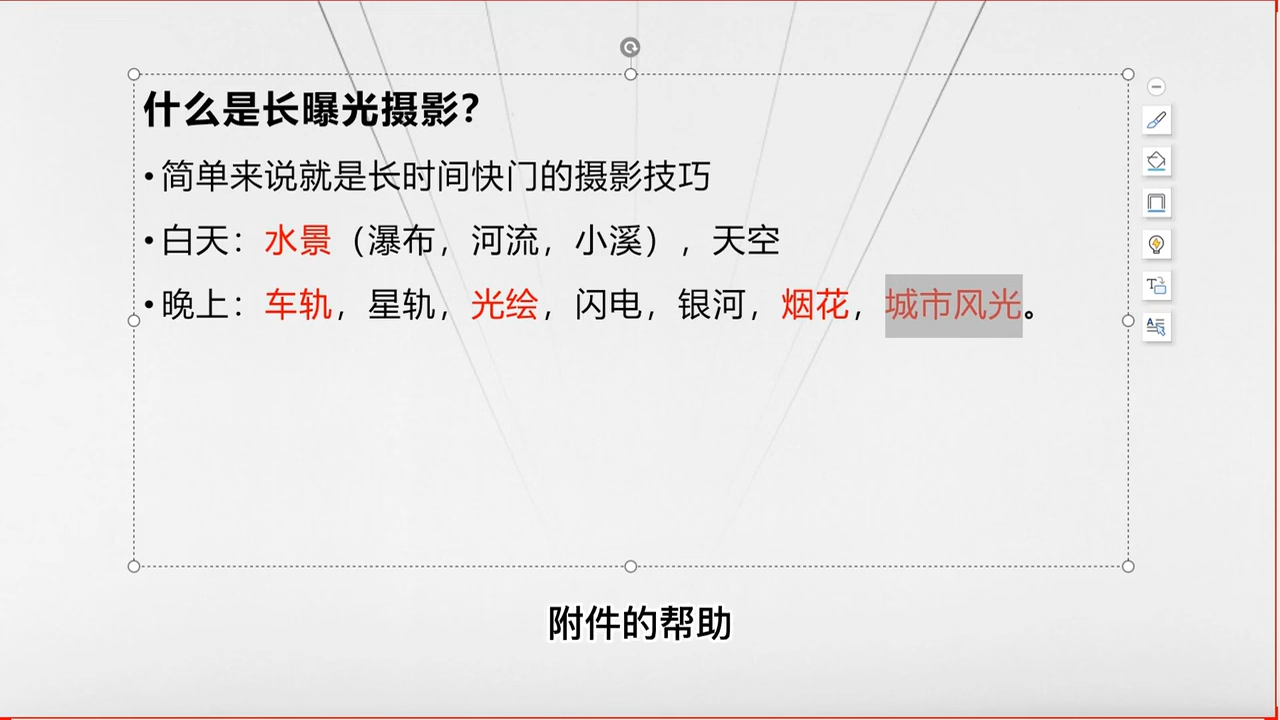 什么是长曝光摄影？
•简单来说就是长时间快门的摄影技巧
•白天：水景（瀑布，河流，小溪），天空
•晚上：车轨，星轨，光绘，闪电，银河，烟花，城市风光。
附件的帮助